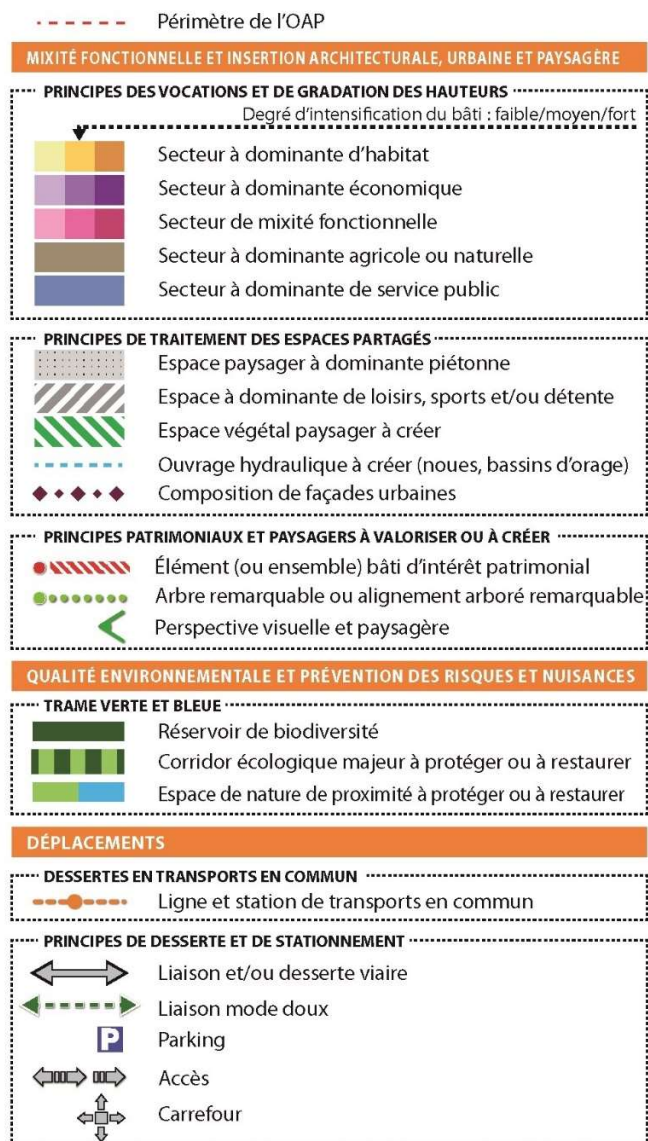 Périmètre de l'OAP
MIXITÉ FONCTIONNELLE ET INSERTION ARCHITECTURALE, URBAINE ET PAYSAGÈRE
PRINCIPES DES VOCATIONS ET DE GRADATION DES HAUTEURS
Degré d'intensification du bâti : faible/moyen/fort
Secteur à dominante d'habitat
Secteur à dominante économique
Secteur de mixité fonctionnelle
Secteur à dominante agricole ou naturelle
Secteur à dominante de service public
PRINCIPES DE TRAITEMENT DES ESPACES PARTAGÉS
Espace paysager à dominante piétonne
Espace à dominante de loisirs, sports et/ou détente
Espace végétal paysager à créer
Ouvrage hydraulique à créer (noues, bassins d'orage)
Composition de façades urbaines
PRINCIPES PATRIMONIAUX ET PAYSAGERS À VALORISER OU À CRÉER
Élément (ou ensemble) bâti d'intérêt patrimonial
Arbre remarquable ou alignement arboré remarquable
Perspective visuelle et paysagère
QUALITÉ ENVIRONNEMENTALE ET PRÉVENTION DES RISQUES ET NUISANCES
TRAME VERTE ET BLEUE
Réservoir de biodiversité
Corridor écologique majeur à protéger ou à restaurer
Espace de nature de proximité à protéger ou à restaurer
DÉPLACEMENTS
DESSERTES EN TRANSPORTS EN COMMUN
Ligne et station de transports en commun
PRINCIPES DE DESSERTE ET DE STATIONNEMENT
Liaison et/ou desserte viaire
Liaison mode doux
P Parking
Accès
Carrefour